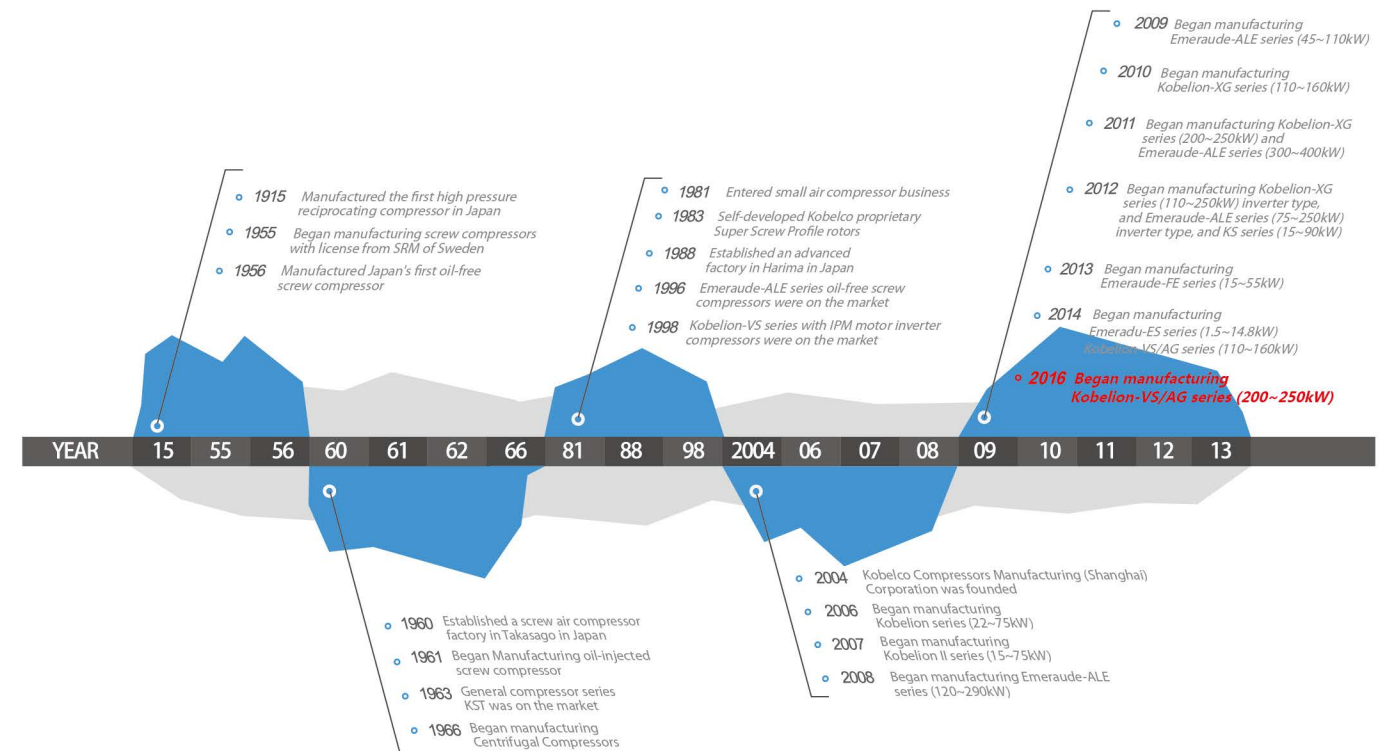 2009 Began manufacturing
Emeraude-ALE series (45~110kW)
2010 Began manufacturing
Kobelion-XG series (110~160kW)
2011 Began manufacturing Kobelion-XG
series (200~250kW) and
Emeraude-ALE series (300~400kW)
2012 Began manufacturing Kobelion-XG
series (110~250kW) inverter type,
and Emeraude-ALE series (75~250kW)
inverter type, and KS series (15~90kW)
2013 Began manufacturing
Emeraude-FE series (15~55kW)
2014 Began manufacturing
Emeradu-ES series (1.5~14.8kW)
Kobelion-VS/AG series (110~160kW)
2016 Began manufacturing
Kobelion-VS/AG series (200~250kW)
1915 Manufactured the first high pressure
reciprocating compressor in Japan
1955 Began manufacturing screw compressors
with license from SRM of Sweden
1956 Manufactured Japan's first oil-free
screw compressor
1981 Entered small air compressor business
1983 Self-developed Kobelco proprietary
Super Screw Profile rotors
1988 Established an advanced
factory in Harima in Japan
1996 Emeraude-ALE series oil-free screw
compressors were on the market
1998 Kobelion-VS series with IPM motor inverter
compressors were on the market
YEAR 15 55 56 60 61 62 66 81 88 98 2004 06 07 08 09 10 11 12 13
1960 Established a screw air compressor
factory in Takasago in Japan
1961 Began Manufacturing oil-injected
screw compressor
1963 General compressor series
KST was on the market
1966 Began manufacturing
Centrifugal Compressors
2004 Kobelco Compressors Manufacturing (Shanghai)
Corporation was founded
2006 Began manufacturing
Kobelion series (22~75kW)
2007 Began manufacturing
Kobelion II series (15~75kW)
2008 Began manufacturing Emeraude-ALE
series (120~290kW)